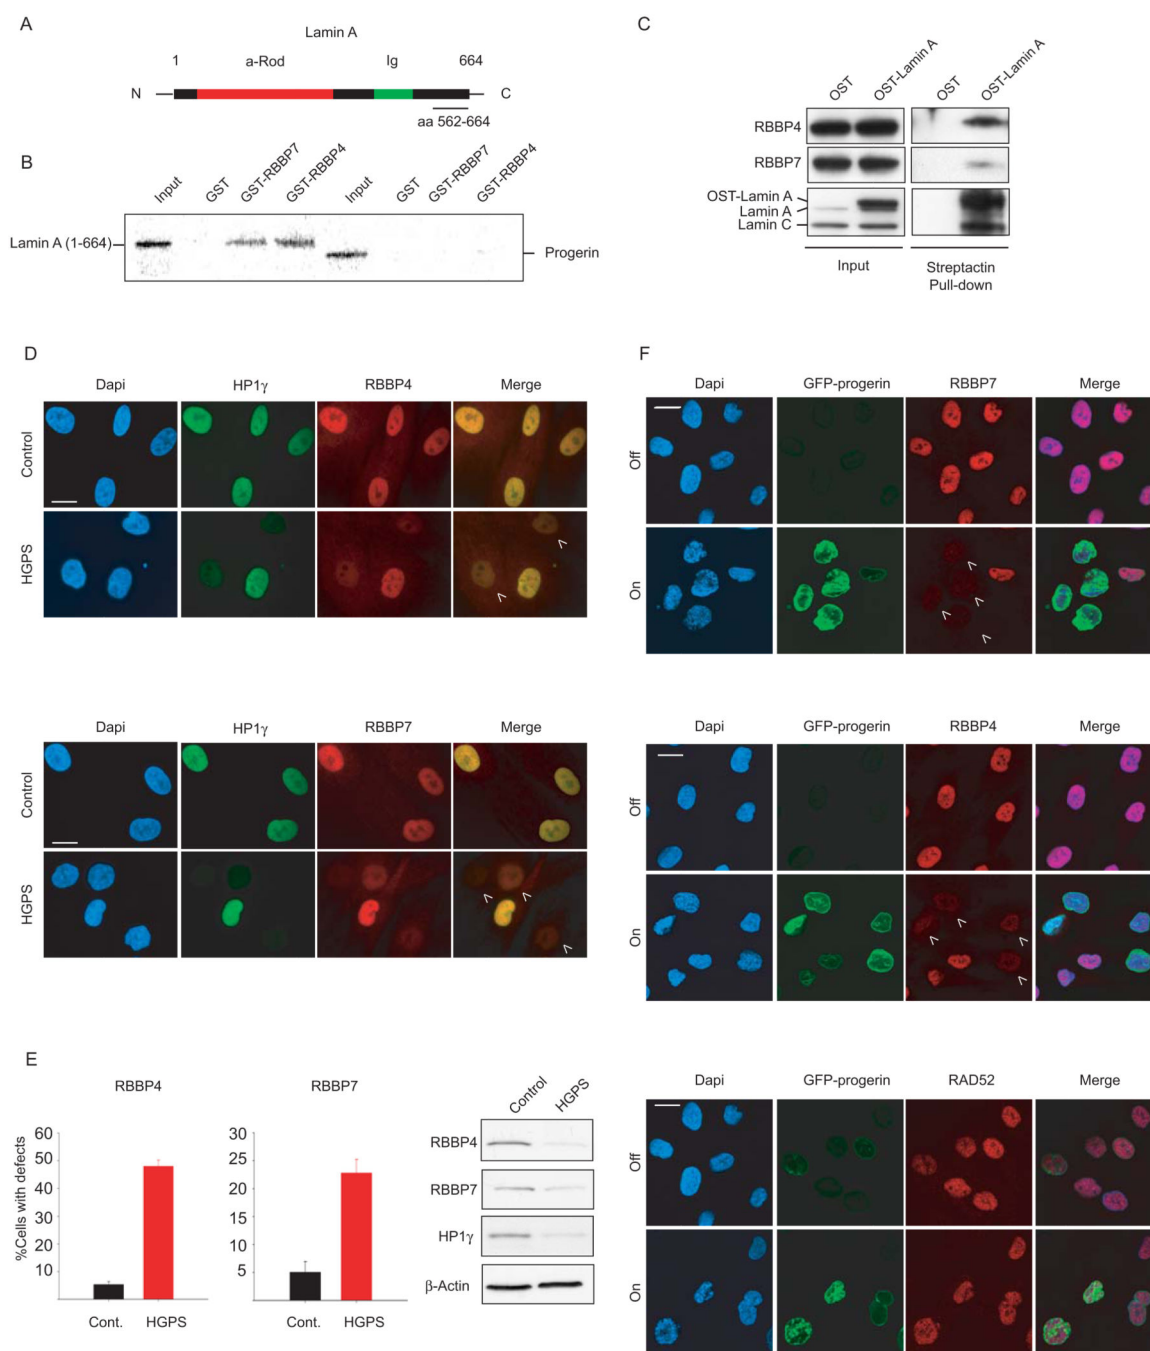 A
Lamin A
1 a-Rod Ig 664
N C
aa 562-664
B
Input GST GST-RBBP7 GST-RBBP4 Input GST GST-RBBP7 GST-RBBP4
Lamin A (1-664) Progerin
C
OST OST-Lamin A OST OST-Lamin A
RBBP4
RBBP7
OST-Lamin A
Lamin A
Lamin C
Input Streptactin
Pull-down
D
Dapi HP1γ RBBP4 Merge
Control
HGPS
Dapi HP1γ RBBP7 Merge
Control
HGPS
E
RBBP4 RBBP7
%Cells with defects
60
50
40
30
20
10
Cont. HGPS
30
25
20
15
10
5
Cont. HGPS
Control HGPS
RBBP4
RBBP7
HP1γ
β-Actin
F
Dapi GFP-progerin RBBP7 Merge
Off
On
Dapi GFP-progerin RBBP4 Merge
Off
On
Dapi GFP-progerin RAD52 Merge
Off
On